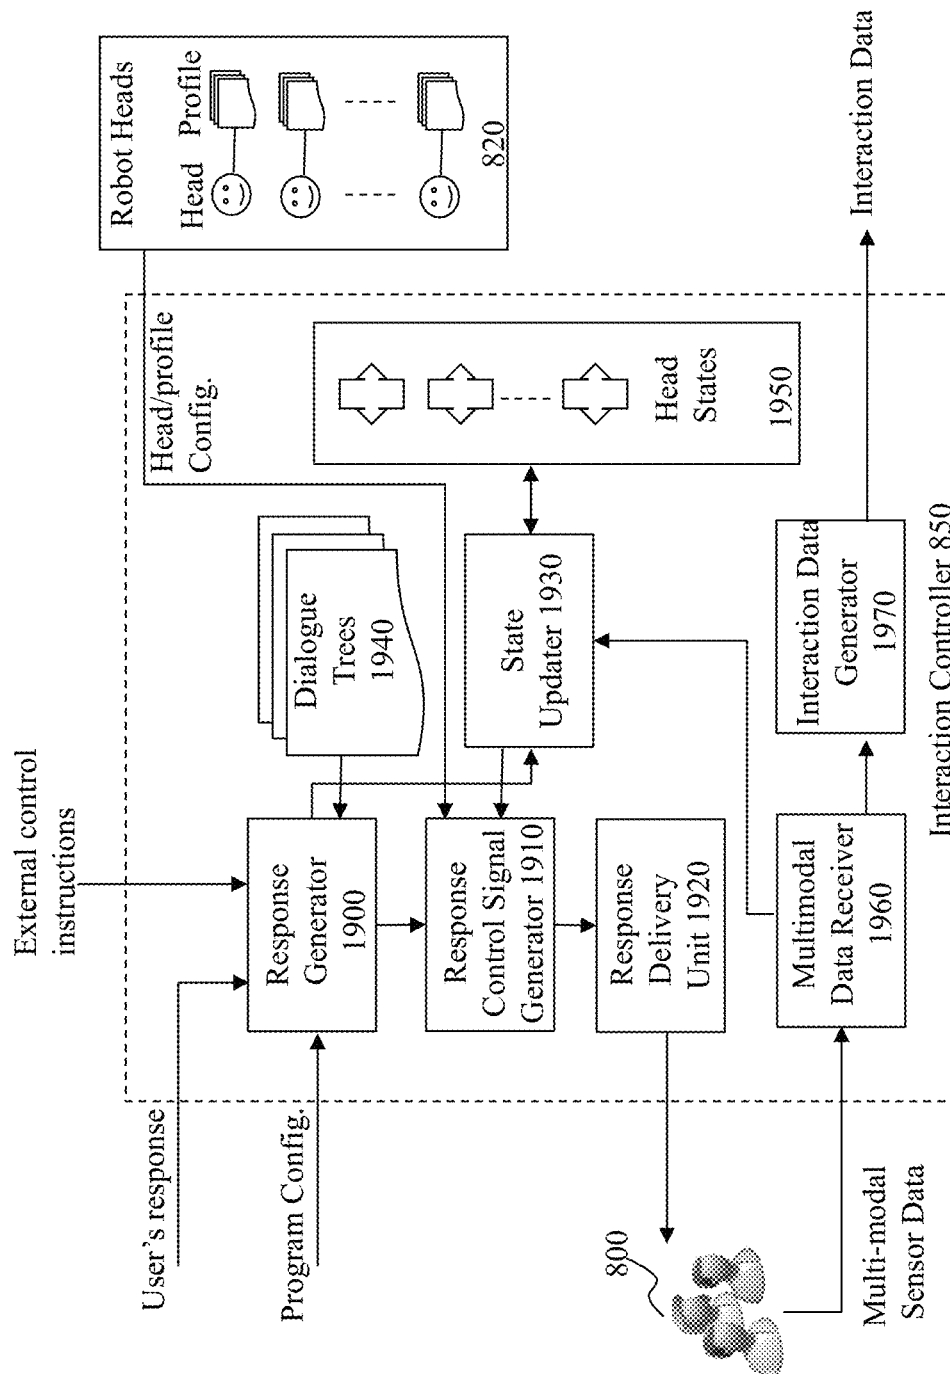 External control
instructions
User's response
Program Config.
Response
Generator
1900
Dialogue
Trees
1940
Head/profile
Config.
Robot Heads
Head Profile
820
Response
Control Signal
Generator 1910
State
Updater 1930
Head
States
1950
Response
Delivery
Unit 1920
800
Multi-modal
Sensor Data
Multimodal
Data Receiver
1960
Interaction Data
Generator
1970
Interaction Data
Interaction Controller 850